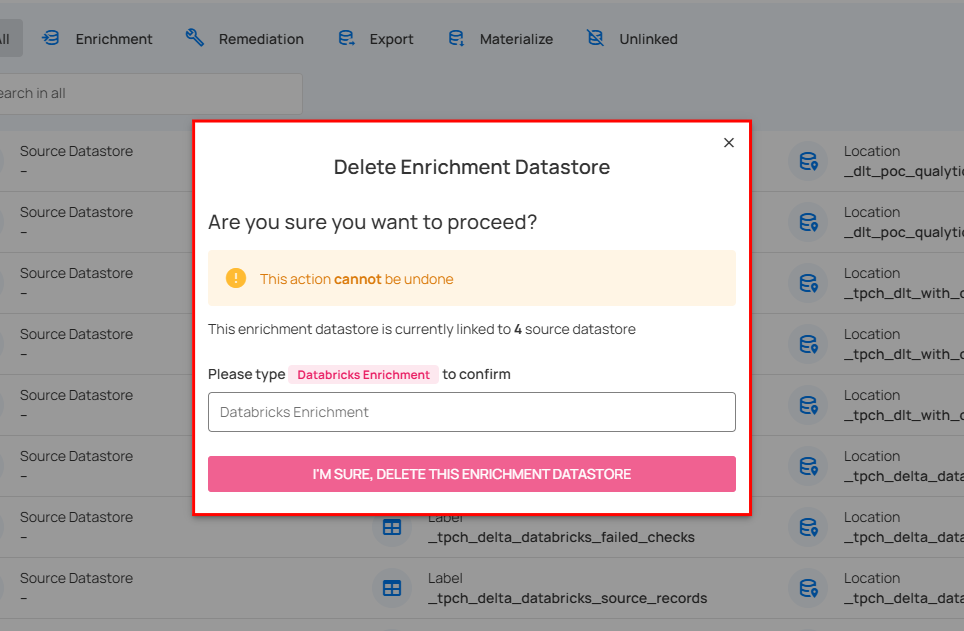 All Enrichment Remediation Export Materialize Unlinked
earch in all
Delete Enrichment Datastore
Are you sure you want to proceed?
This action cannot be undone
This enrichment datastore is currently linked to 4 source datastore
Please type Databricks Enrichment to confirm
Databricks Enrichment
I'M SURE, DELETE THIS ENRICHMENT DATASTORE
Source Datastore Location
– _dlt_poc_qualytic
Source Datastore Location
– _dlt_poc_qualytic
Source Datastore Location
– _tpch_dlt_with_
Source Datastore Location
– _tpch_dlt_with_
Source Datastore Location
– _tpch_dlt_with_
Source Datastore Location
– _tpch_delta_data
Source Datastore Label Location
– _tpch_delta_databricks_failed_checks _tpch_delta_data
Source Datastore Label Location
– _tpch_delta_databricks_source_records _tpch_delta_data